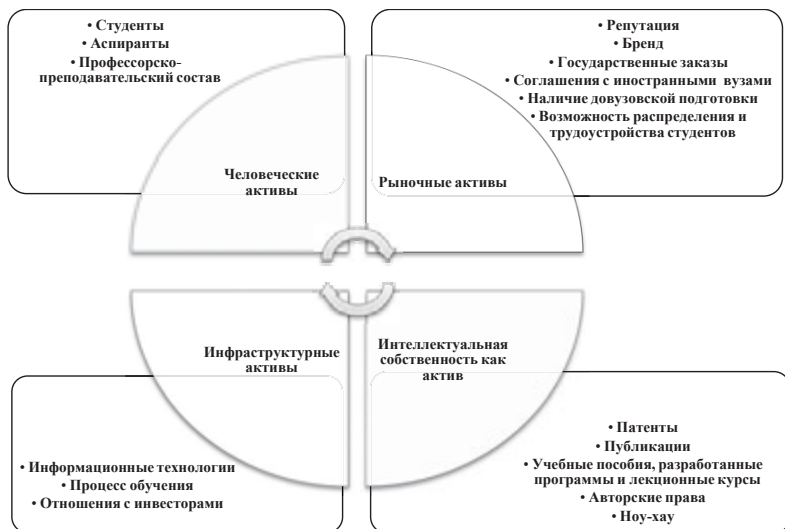 • Студенты
• Аспиранты
• Профессорско-
преподавательский состав
Человеческие
активы
• Репутация
• Бренд
• Государственные заказы
• Соглашения с иностранными вузами
• Наличие довузовской подготовки
• Возможность распределения и
трудоустройства студентов
Рыночные активы
Инфраструктурные
активы
• Информационные технологии
• Процесс обучения
• Отношения с инвесторами
Интеллектуальная
собственность как
актив
• Патенты
• Публикации
• Учебные пособия, разработанные
программы и лекционные курсы
• Авторские права
• Ноу-хау